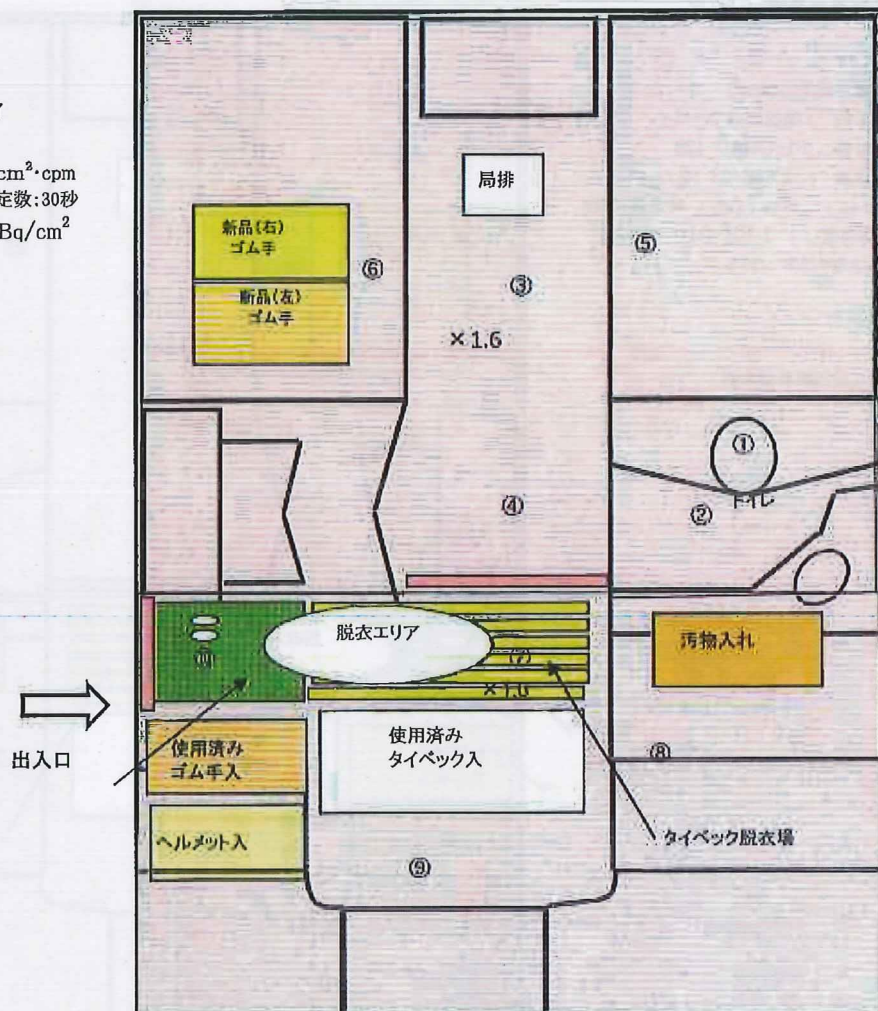 cm²･cpm
定数:30秒
Bq/cm²
局排
新品(右)
ゴム手
⑥
新品(左)
ゴム手
③
⑤
×1.6
①
トイレ
④
②
脱衣エリア
⑩
(7)
×1.0
汚物入れ
出入口
使用済み
ゴム手入
使用済み
タイベック入
⑧
ヘルメット入
タイベック脱衣場
⑨